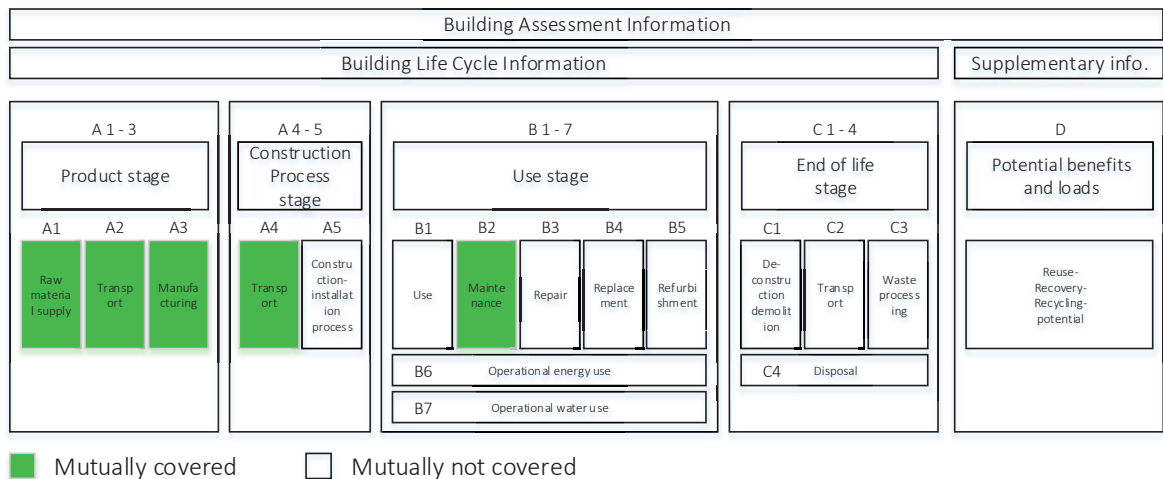 Building Assessment Information
Building Life Cycle Information
Supplementary info.
A 1 - 3
A 4 - 5
B 1 - 7
C 1 - 4
D
Product stage
Construction
Process
stage
Use stage
End of life
stage
Potential benefits
and loads
A1
A2
A3
A4
A5
B1
B2
B3
B4
B5
C1
C2
C3
Raw
materia
l supply
Transp
ort
Manufa
cturing
Transp
ort
Constru
ction-
installat
ion
process
Use
Mainte
nance
Repair
Replace
ment
Refurbi
shment
De-
construction
demolit
ion
Transp
ort
Waste
process
ing
Reuse-
Recovery-
Recycling-
potential
B6
Operational energy use
C4
Disposal
B7
Operational water use
Mutually covered
Mutually not covered